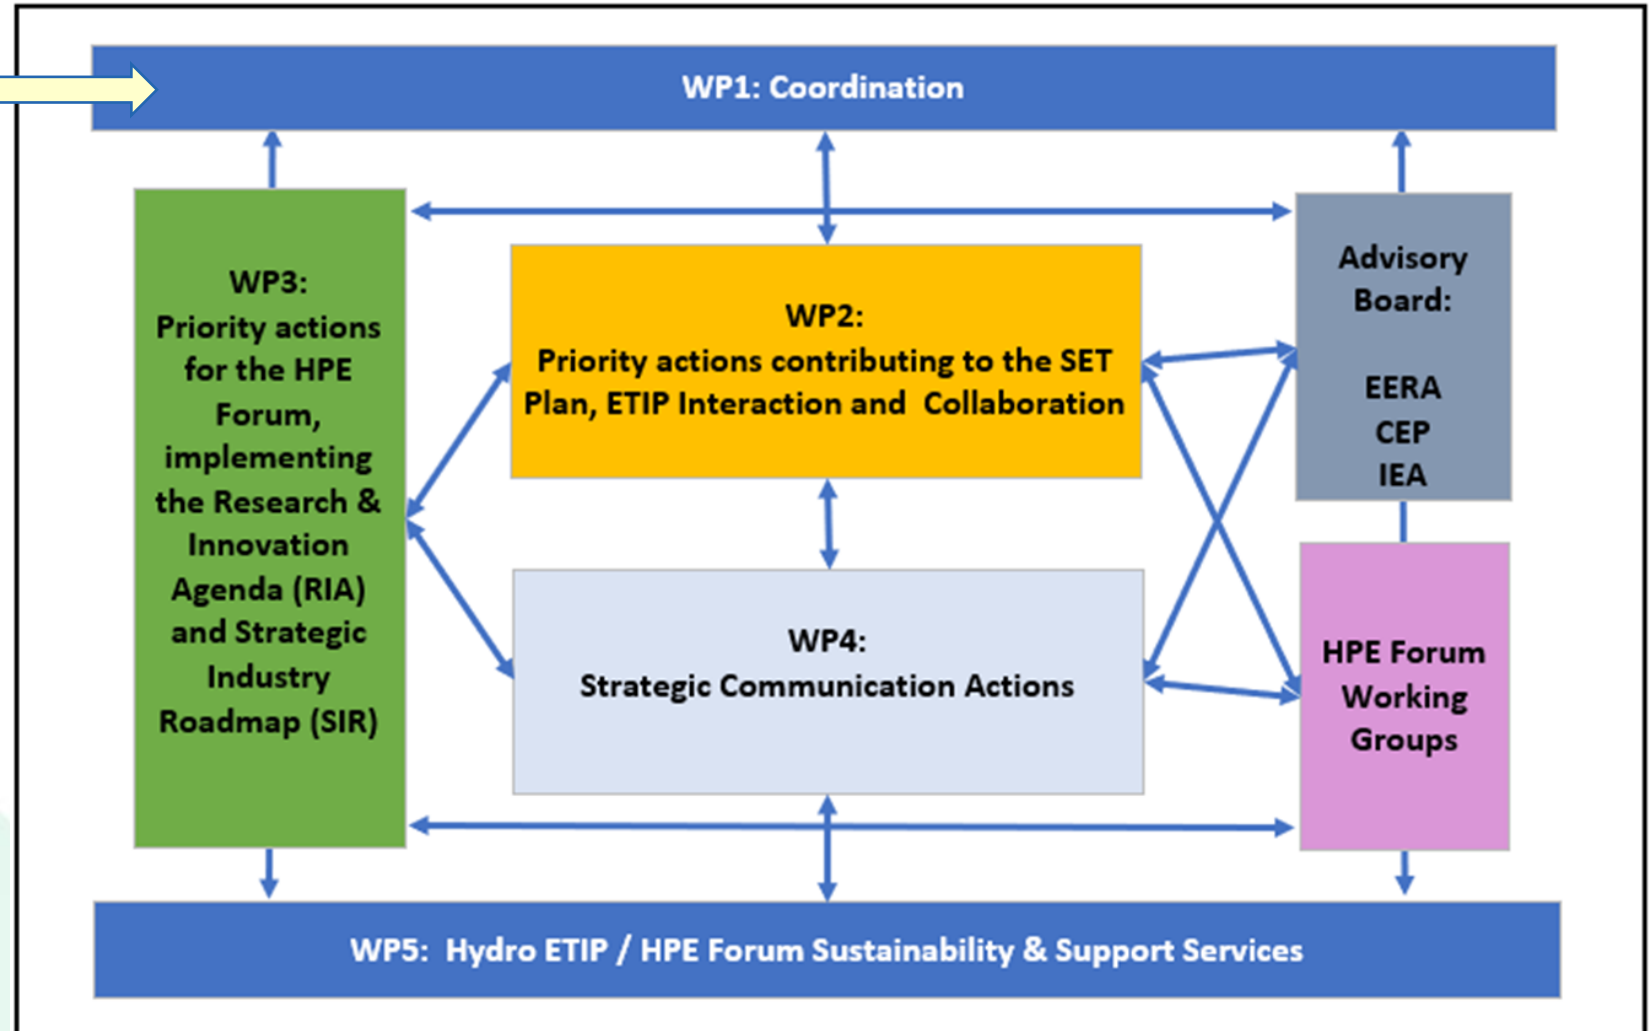 WP1: Coordination
WP3:
Priority actions
for the HPE
Forum,
implementing
the Research &
Innovation
Agenda (RIA)
and Strategic
Industry
Roadmap (SIR)
WP2:
Priority actions contributing to the SET
Plan, ETIP Interaction and Collaboration
WP4:
Strategic Communication Actions
Advisory
Board:
EERA
CEP
IEA
HPE Forum
Working
Groups
WP5: Hydro ETIP / HPE Forum Sustainability & Support Services